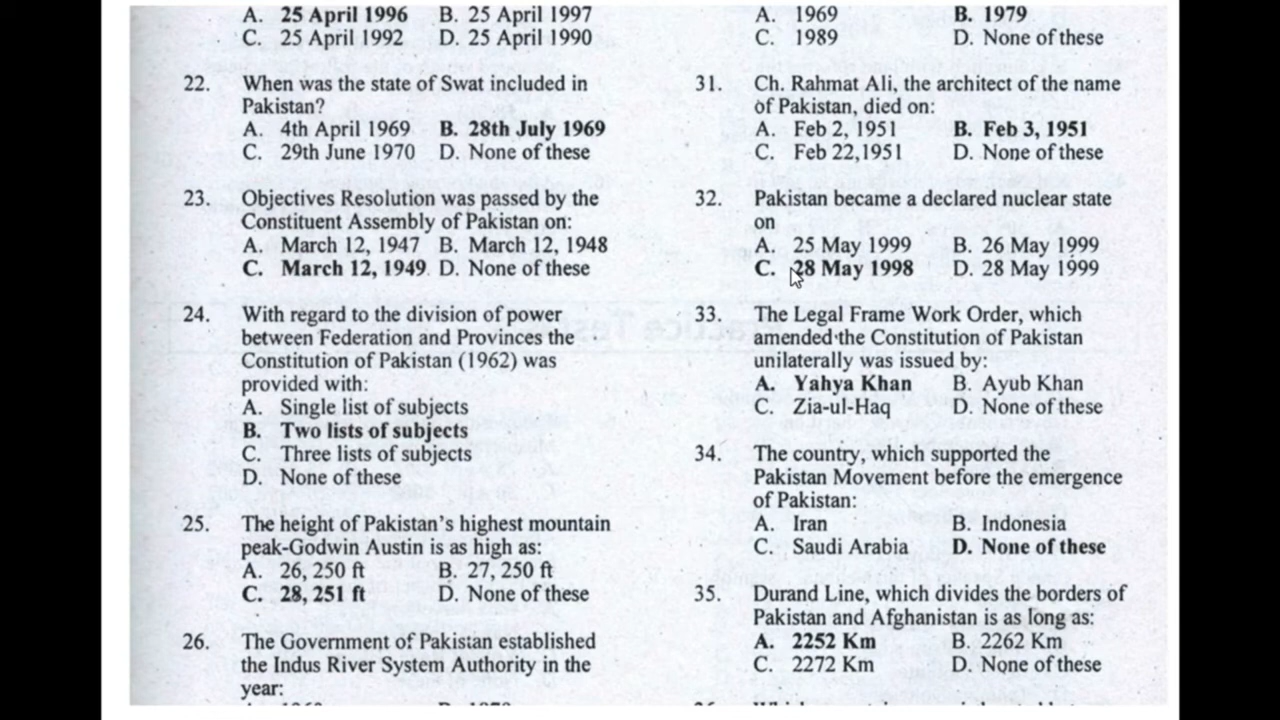 A. 25 April 1996 B. 25 April 1997
C. 25 April 1992 D. 25 April 1990
22. When was the state of Swat included in
Pakistan?
A. 4th April 1969 B. 28th July 1969
C. 29th June 1970 D. None of these
23. Objectives Resolution was passed by the
Constituent Assembly of Pakistan on:
A. March 12, 1947 B. March 12, 1948
C. March 12, 1949 D. None of these
24. With regard to the division of power
between Federation and Provinces the
Constitution of Pakistan (1962) was
provided with:
A. Single list of subjects
B. Two lists of subjects
C. Three lists of subjects
D. None of these
25. The height of Pakistan's highest mountain
peak-Godwin Austin is as high as:
A. 26, 250 ft B. 27, 250 ft
C. 28, 251 ft D. None of these
26. The Government of Pakistan established
the Indus River System Authority in the
year:
A. 1969 B. 1979
C. 1989 D. None of these
31. Ch. Rahmat Ali, the architect of the name
of Pakistan, died on:
A. Feb 2, 1951 B. Feb 3, 1951
C. Feb 22,1951 D. None of these
32. Pakistan became a declared nuclear state
on
A. 25 May 1999 B. 26 May 1999
C. 28 May 1998 D. 28 May 1999
33. The Legal Frame Work Order, which
amended the Constitution of Pakistan
unilaterally was issued by:
A. Yahya Khan B. Ayub Khan
C. Zia-ul-Haq D. None of these
34. The country, which supported the
Pakistan Movement before the emergence
of Pakistan:
A. Iran B. Indonesia
C. Saudi Arabia D. None of these
35. Durand Line, which divides the borders of
Pakistan and Afghanistan is as long as:
A. 2252 Km B. 2262 Km
C. 2272 Km D. None of these